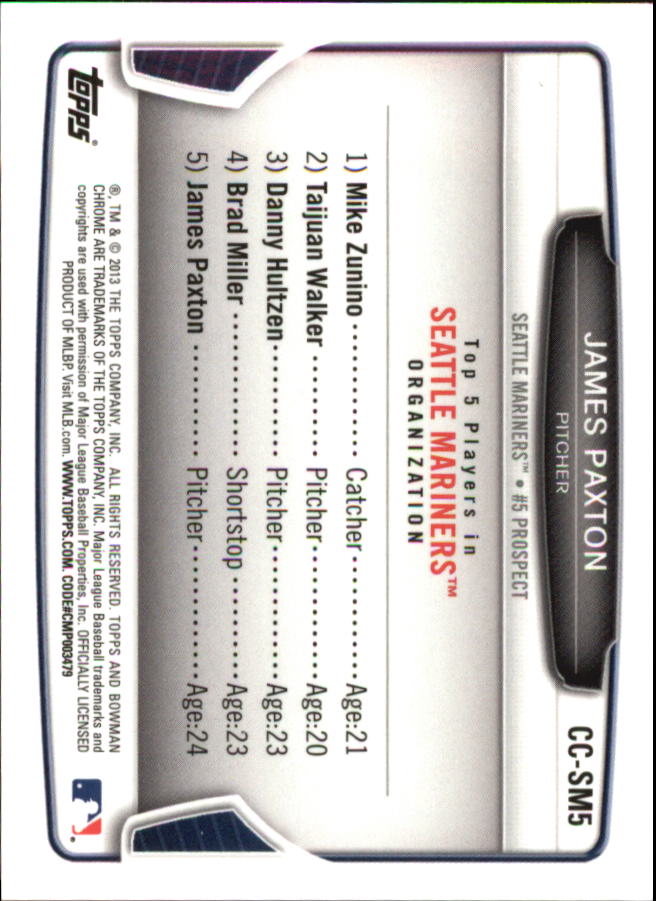 CC-SM5
JAMES PAXTON
PITCHER
SEATTLE MARINERS™ • #5 PROSPECT
Top 5 Players in
SEATTLE MARINERS™
ORGANIZATION
1) Mike Zunino ............ Catcher ............ Age:21
2) Taijuan Walker .......... Pitcher ............. Age:20
3) Danny Hultzen .......... Pitcher ............. Age:23
4) Brad Miller .............. Shortstop .......... Age:23
5) James Paxton ............ Pitcher ............. Age:24
®, TM & © 2013 THE TOPPS COMPANY, INC. ALL RIGHTS RESERVED. TOPPS AND BOWMAN
CHROME ARE TRADEMARKS OF THE TOPPS COMPANY, INC. Major League Baseball trademarks and
copyrights are used with permission of Major League Baseball Properties, Inc. OFFICIALLY LICENSED
PRODUCT OF MLBP. Visit MLB.com. WWW.TOPPS.COM. CODE#CMP003479
topps®